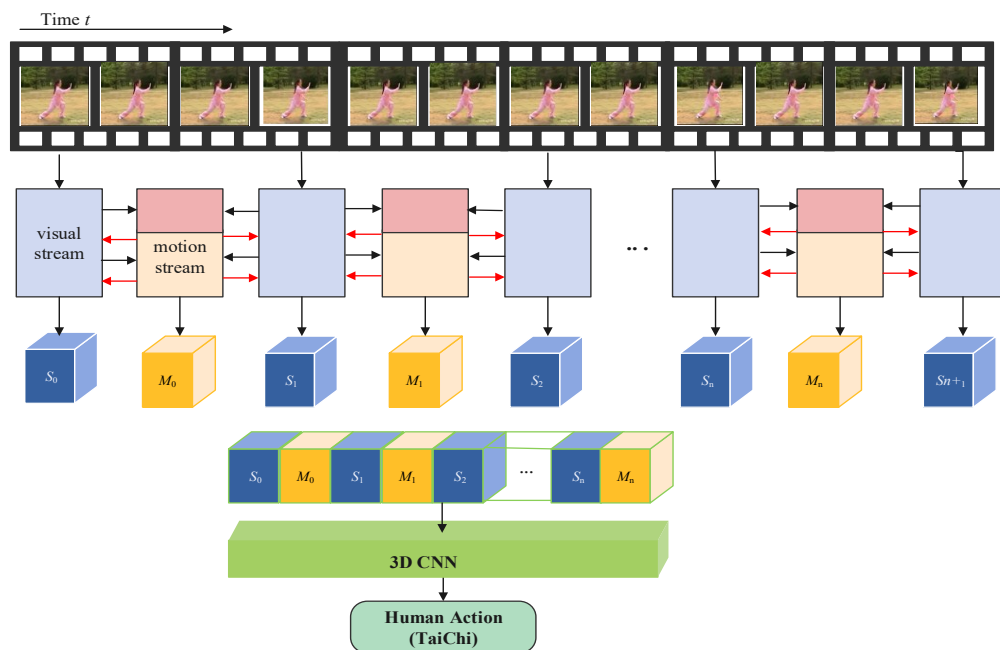 Time t
visual
stream
motion
stream
...
S₀
M₀
S₁
M₁
S₂
Sₙ
Mₙ
Sn+₁
S₀
M₀
S₁
M₁
S₂
...
Sₙ
Mₙ
3D CNN
Human Action
(TaiChi)